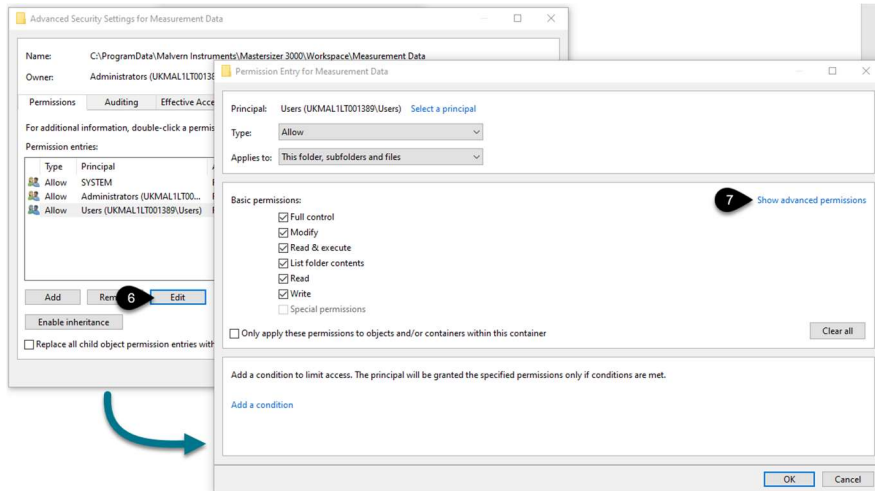 Advanced Security Settings for Measurement Data
Name: C:\ProgramData\Malvern Instruments\Mastersizer 3000\Workspace\Measurement Data
Owner: Administrators (UKMAL1LT00138
Permissions Auditing Effective Acce
For additional information, double-click a permis
Permission entries:
Type Principal
Allow SYSTEM
Allow Administrators (UKMAL1LT00...
Allow Users (UKMAL1LT001389\Users)
Add Rem 6 Edit
Enable inheritance
Replace all child object permission entries with
Permission Entry for Measurement Data
Principal: Users (UKMAL1LT001389\Users) Select a principal
Type: Allow
Applies to: This folder, subfolders and files
Basic permissions: 7 Show advanced permissions
Full control
Modify
Read & execute
List folder contents
Read
Write
Special permissions
Only apply these permissions to objects and/or containers within this container
Clear all
Add a condition to limit access. The principal will be granted the specified permissions only if conditions are met.
Add a condition
OK Cancel